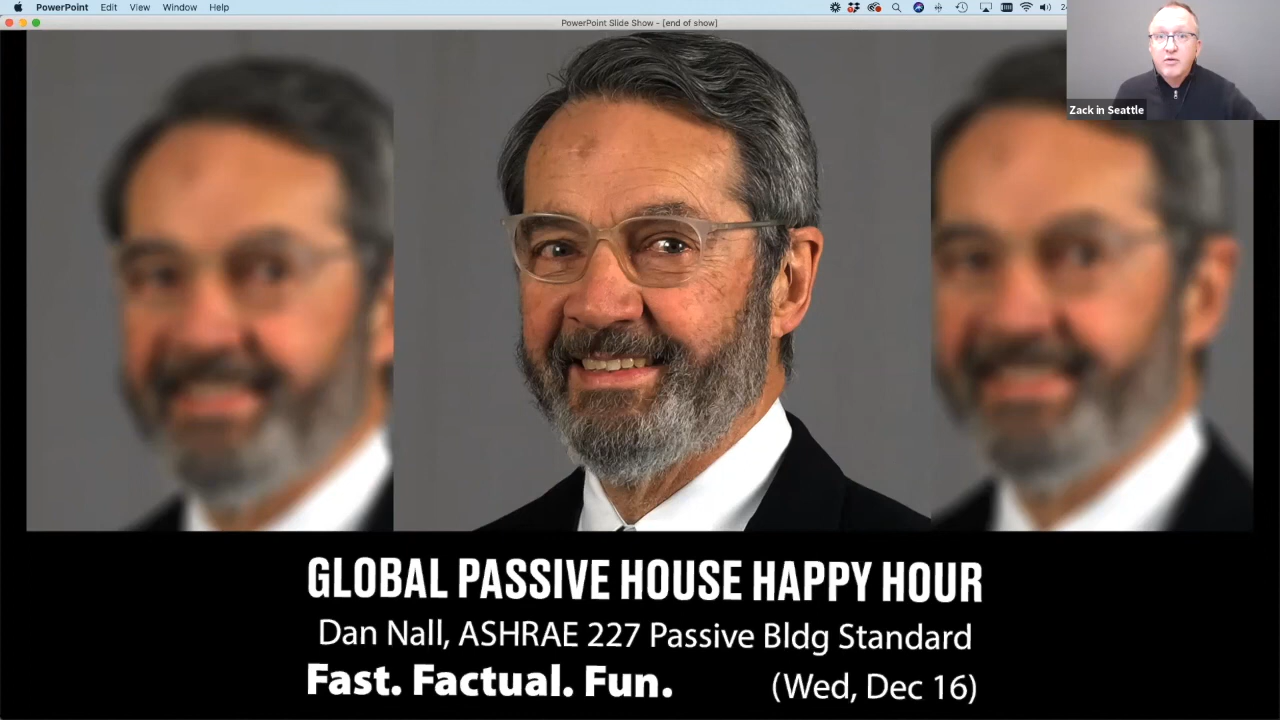 PowerPoint Edit View Window Help
PowerPoint Slide Show - [end of show]
Zack in Seattle
GLOBAL PASSIVE HOUSE HAPPY HOUR
Dan Nall, ASHRAE 227 Passive Bldg Standard
Fast. Factual. Fun. (Wed, Dec 16)